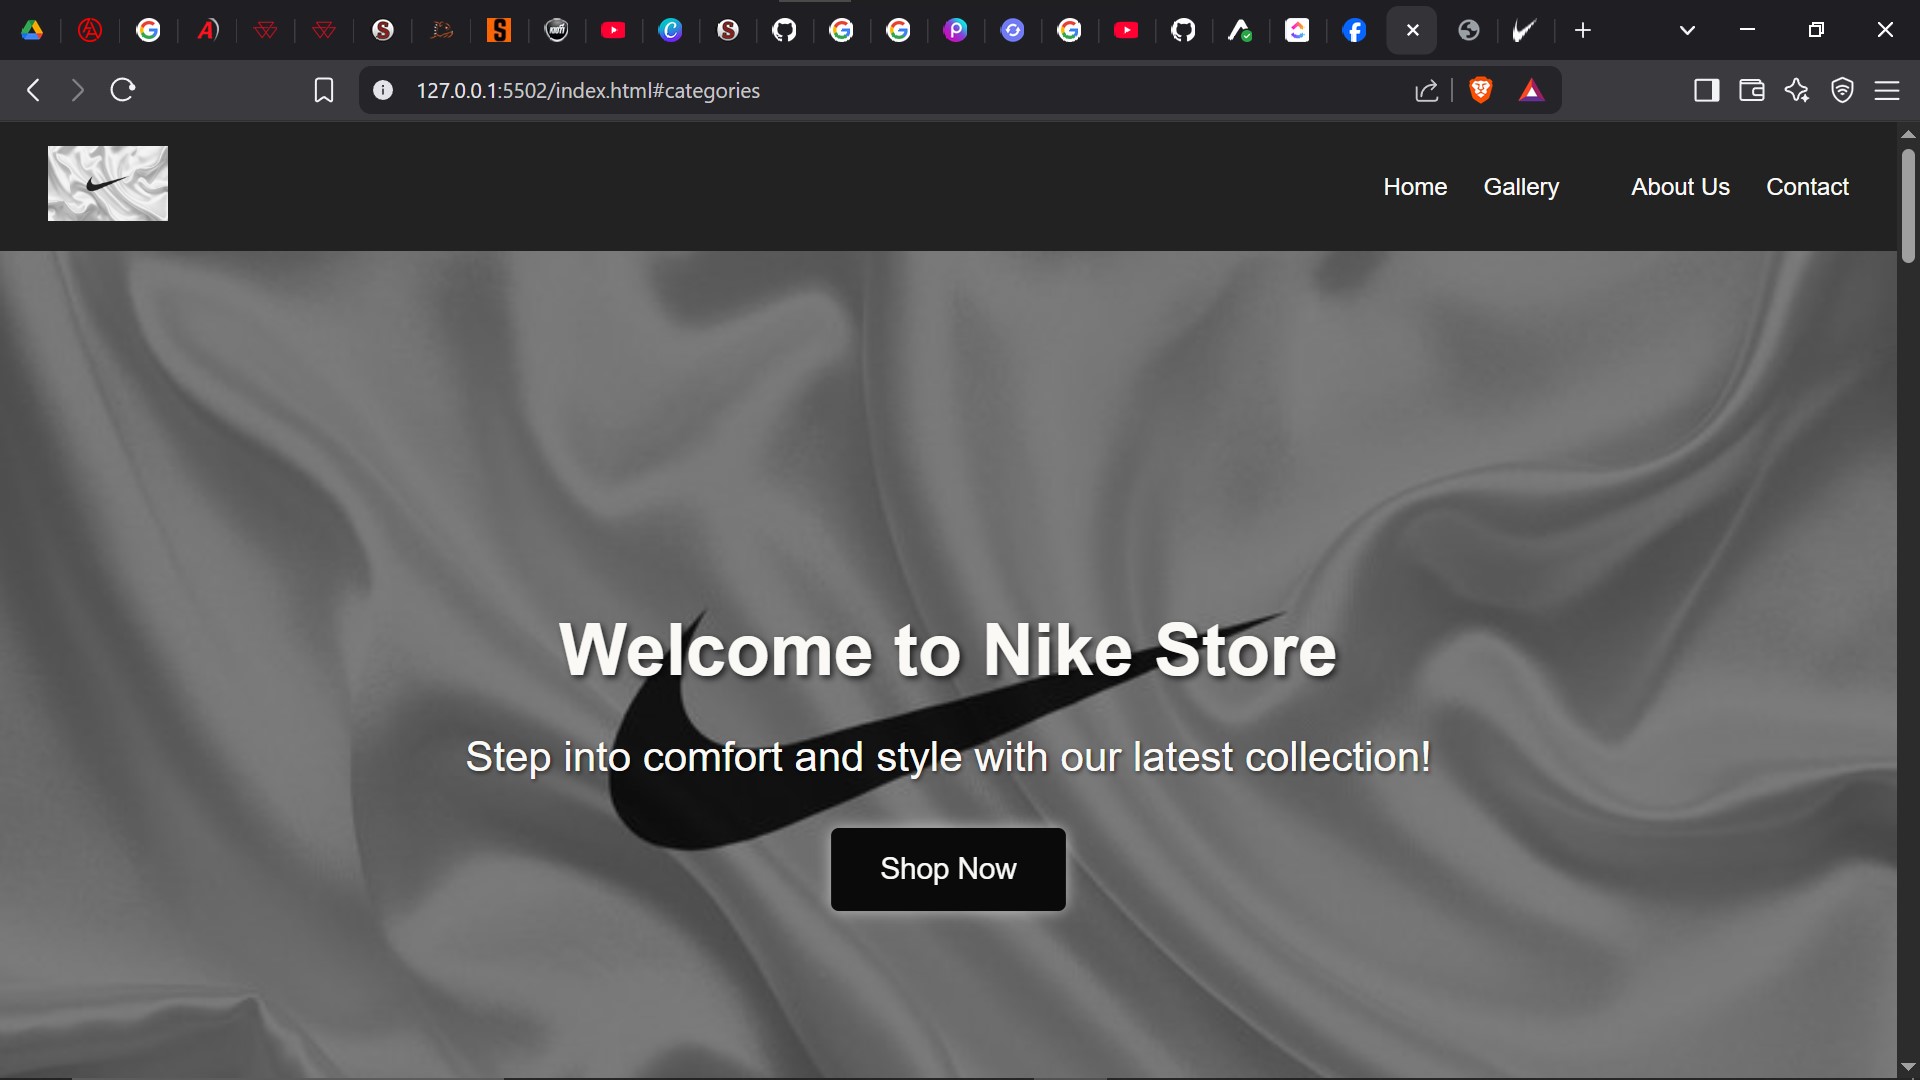 127.0.0.1:5502/index.html#categories
Home Gallery About Us Contact
Welcome to Nike Store
Step into comfort and style with our latest collection!
Shop Now